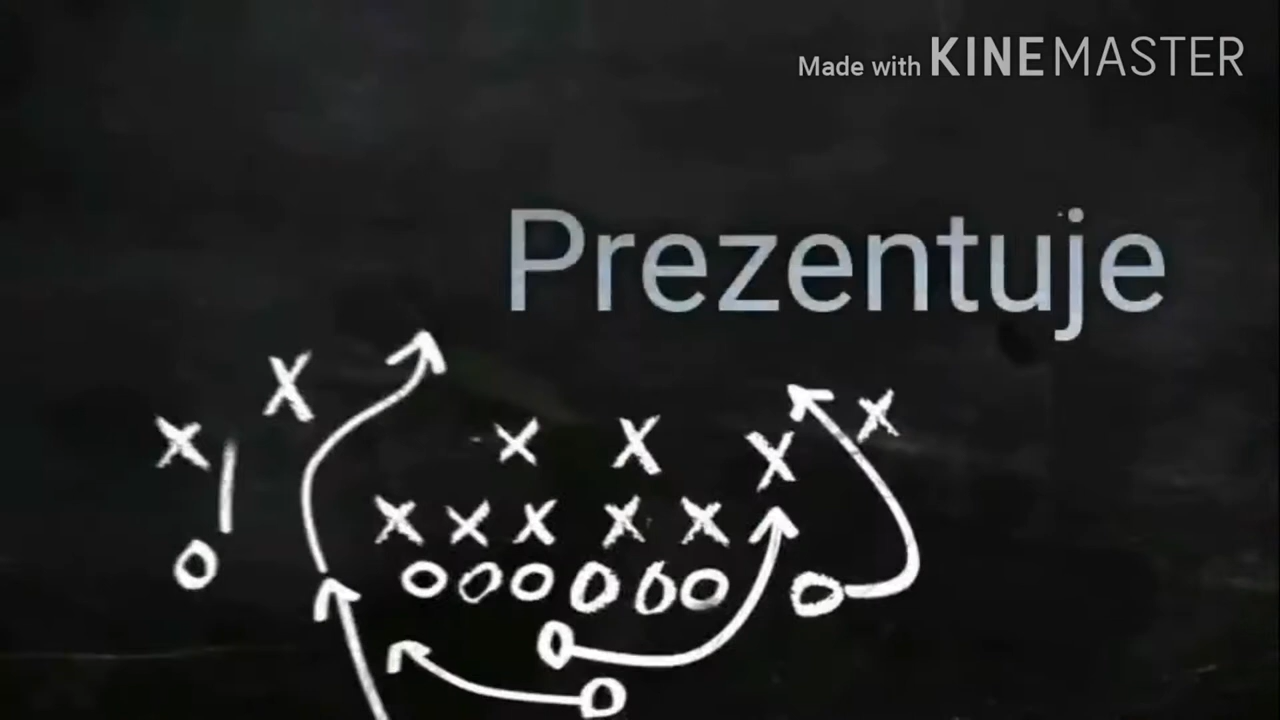 Made with KINEMASTER
Prezentuje
X
X X
X X X
X X X X X
O O O O O O O O
O
O